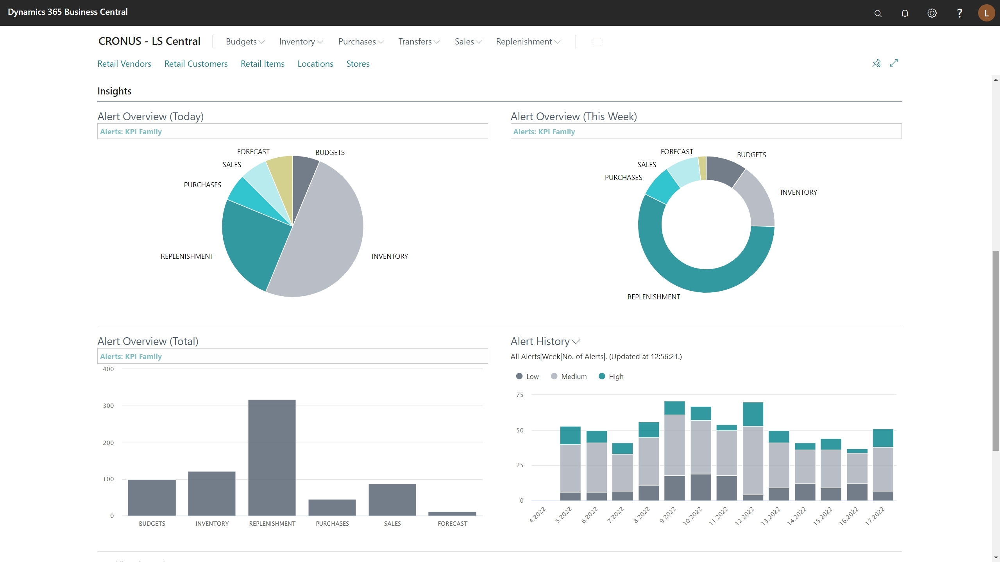 Dynamics 365 Business Central
?
L
CRONUS - LS Central
Budgets
Inventory
Purchases
Transfers
Sales
Replenishment
Retail Vendors
Retail Customers
Retail Items
Locations
Stores
Insights
Alert Overview (Today)
Alerts: KPI Family
FORECAST
BUDGETS
SALES
PURCHASES
REPLENISHMENT
INVENTORY
Alert Overview (This Week)
Alerts: KPI Family
FORECAST
BUDGETS
SALES
PURCHASES
INVENTORY
REPLENISHMENT
Alert Overview (Total)
Alerts: KPI Family
400
300
200
100
0
BUDGETS
INVENTORY
REPLENISHMENT
PURCHASES
SALES
FORECAST
Alert History
All Alerts|Week|No. of Alerts|. (Updated at 12:56:21.)
Low
Medium
High
75
50
25
0
4.2022
5.2022
6.2022
7.2022
8.2022
9.2022
10.2022
11.2022
12.2022
13.2022
14.2022
15.2022
16.2022
17.2022